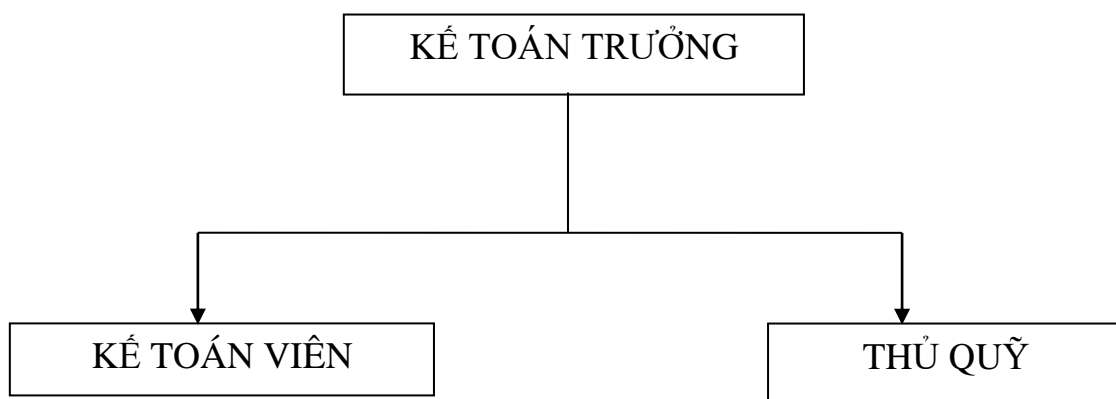 KẾ TOÁN TRƯỞNG
KẾ TOÁN VIÊN
THỦ QUỸ